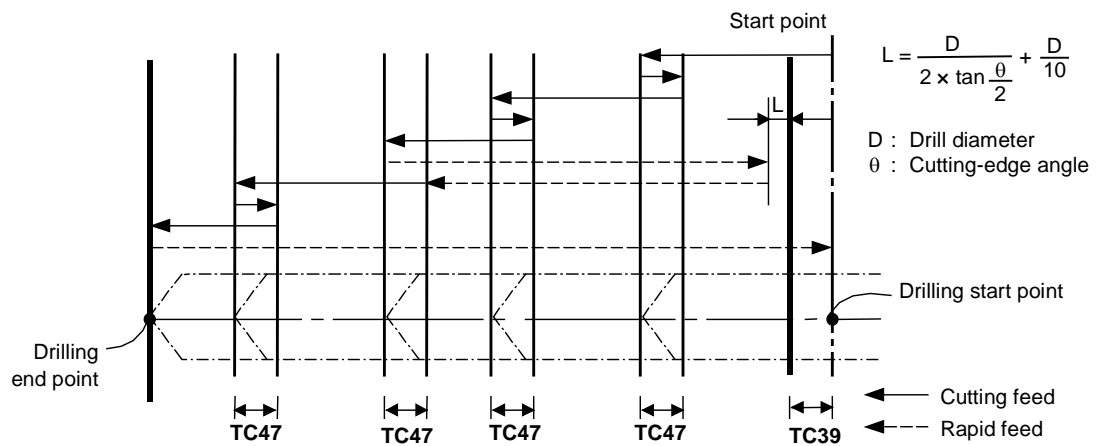 Start point
L = D / (2 × tan θ/2) + D/10
L
D : Drill diameter
θ : Cutting-edge angle
Drilling start point
Drilling
end point
Cutting feed
Rapid feed
TC47 TC47 TC47 TC47 TC39